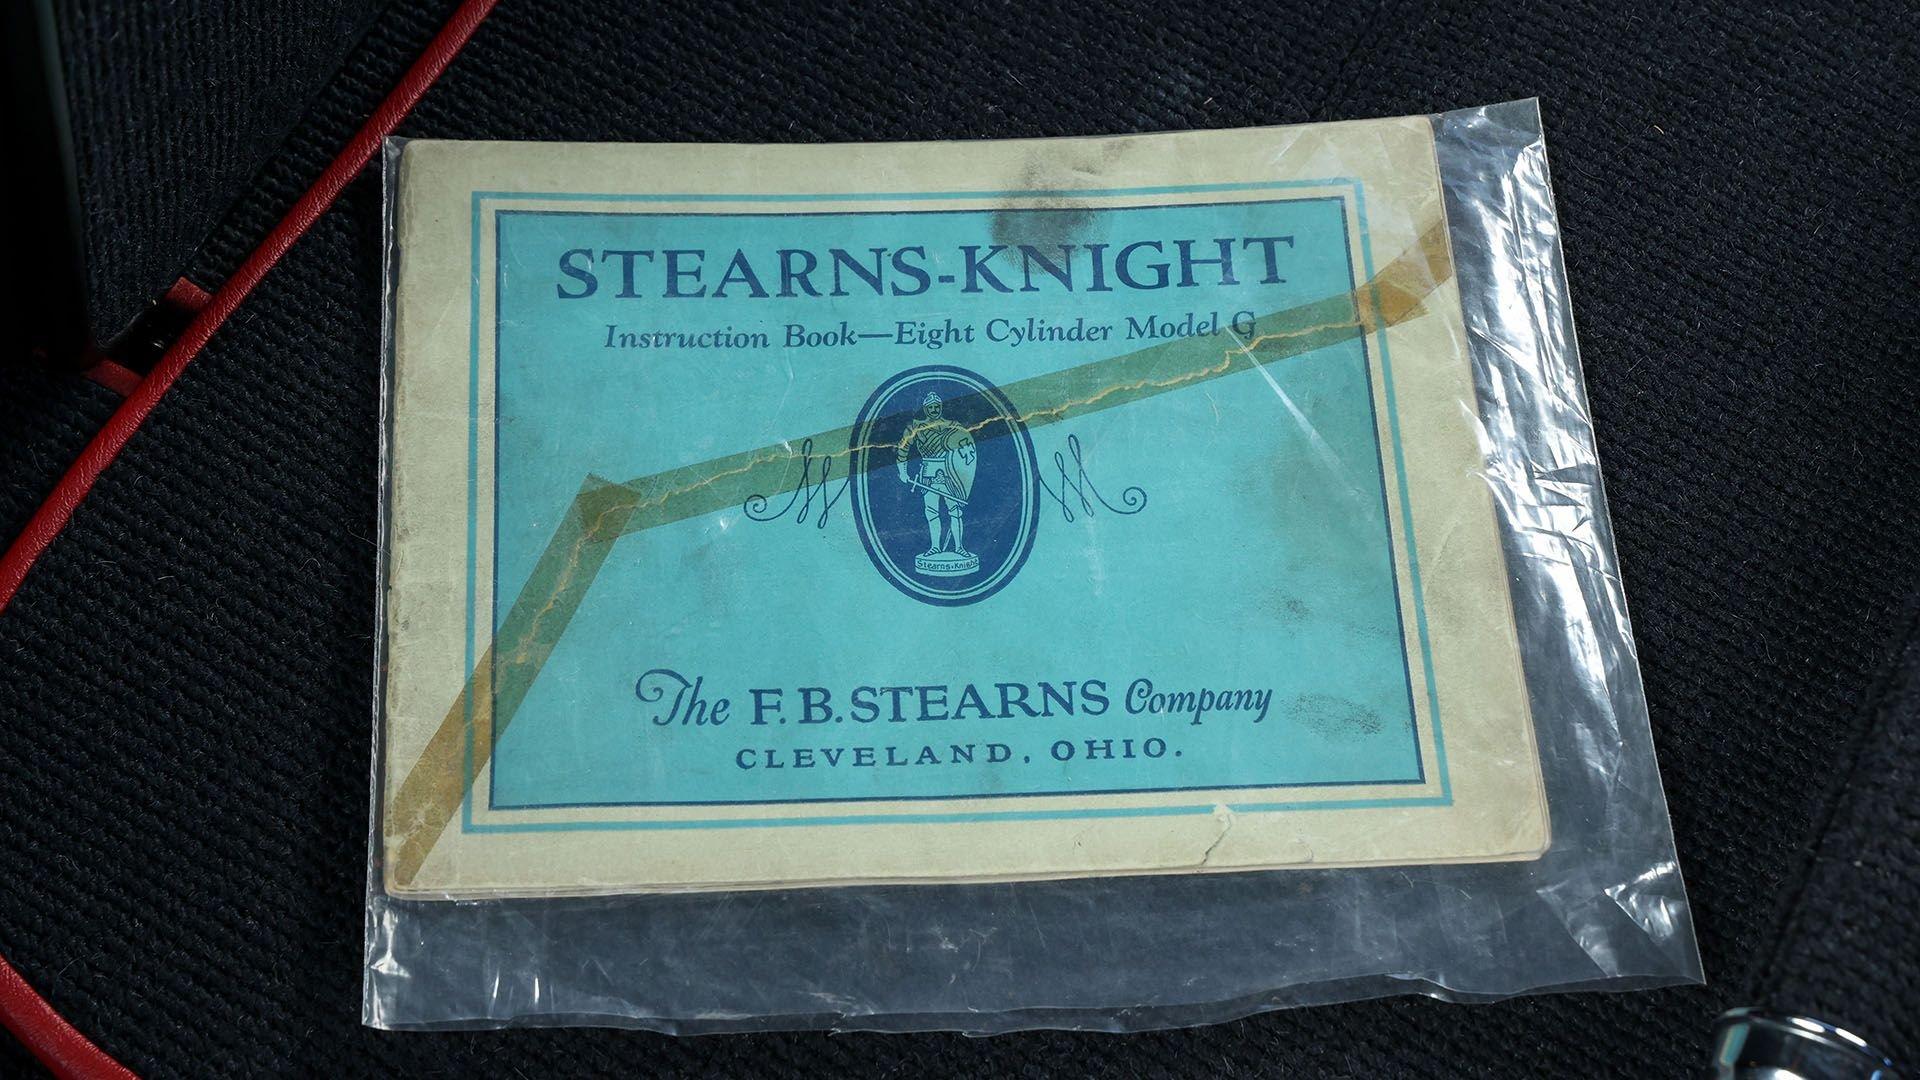 STEARNS-KNIGHT
Instruction Book—Eight Cylinder Model G
Stearns-Knight
The F.B. STEARNS Company
CLEVELAND, OHIO.